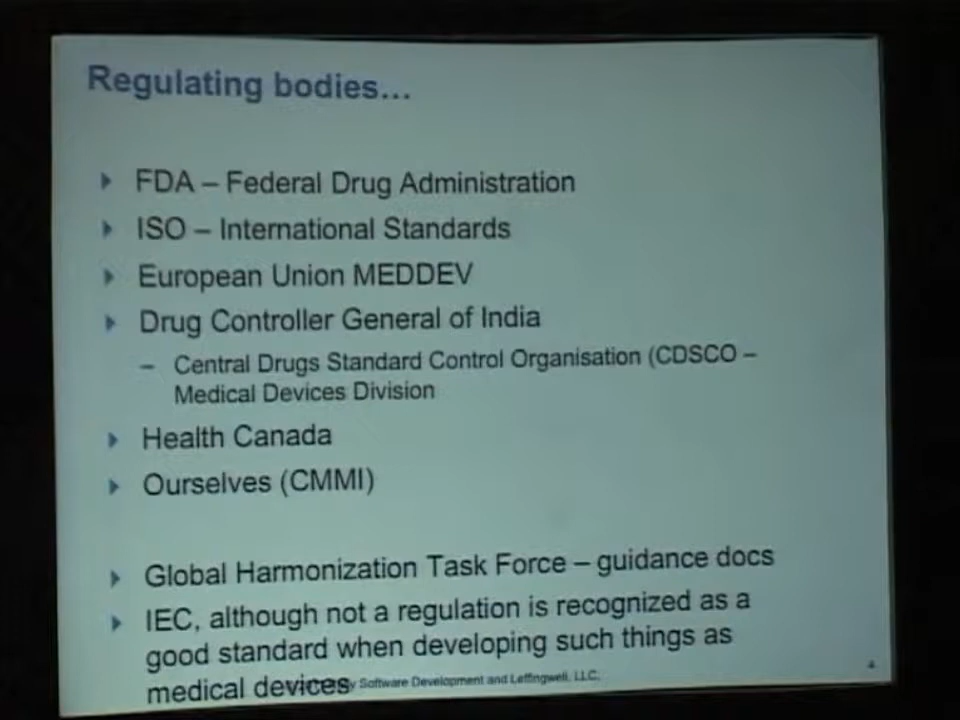 Regulating bodies...
FDA – Federal Drug Administration
ISO – International Standards
European Union MEDDEV
Drug Controller General of India
– Central Drugs Standard Control Organisation (CDSCO –
Medical Devices Division
Health Canada
Ourselves (CMMI)
Global Harmonization Task Force – guidance docs
IEC, although not a regulation is recognized as a
good standard when developing such things as
medical devices
Software Development and Leffingwell, LLC.
4